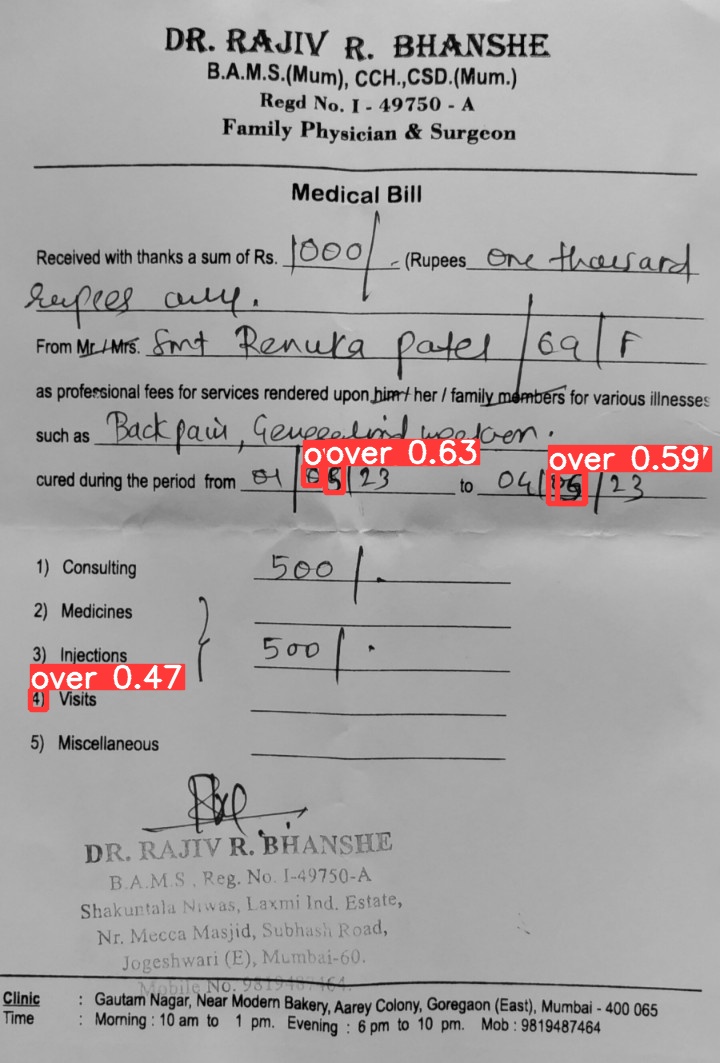 DR. RAJIV R. BHANSHE
B.A.M.S.(Mum), CCH.,CSD.(Mum.)
Regd No. I - 49750 - A
Family Physician & Surgeon
Medical Bill
Received with thanks a sum of Rs. 1000/- (Rupees One thousand
rupees only.
From Mr./Mrs. Smt Renuka Patel / 69 / F
as professional fees for services rendered upon him / her / family members for various illnesses
such as Back pain,
over 0.63
over 0.59
cured during the period from 01/05/23 to 04/05/23
1) Consulting 500/-
2) Medicines
3) Injections 500/-
over 0.47
4) Visits
5) Miscellaneous
DR. RAJIV R. BHANSHE
B.A.M.S, Reg. No. I-49750-A
Shakuntala Niwas, Laxmi Ind. Estate,
Nr. Mecca Masjid, Subhash Road,
Jogeshwari (E), Mumbai-60.
Mobile No. 9819487464.
Clinic : Gautam Nagar, Near Modern Bakery, Aarey Colony, Goregaon (East), Mumbai - 400 065
Time : Morning : 10 am to 1 pm. Evening : 6 pm to 10 pm. Mob : 9819487464